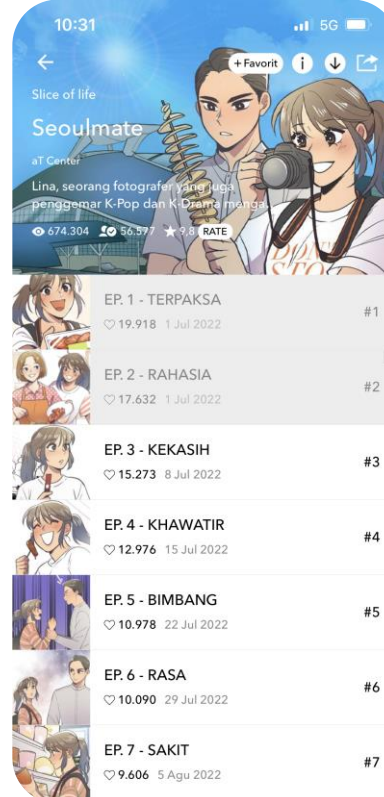 10:31
5G
+Favorit
Slice of life
Seoulmate
aT Center
Lina, seorang fotografer yang juga
penggemar K-Pop dan K-Drama menga..
674.304 56.577 9,8 RATE
EP. 1 - TERPAKSA
#1
19.918 1 Jul 2022
EP. 2 - RAHASIA
#2
17.632 1 Jul 2022
EP. 3 - KEKASIH
#3
15.273 8 Jul 2022
EP. 4 - KHAWATIR
#4
12.976 15 Jul 2022
EP. 5 - BIMBANG
#5
10.978 22 Jul 2022
EP. 6 - RASA
#6
10.090 29 Jul 2022
EP. 7 - SAKIT
#7
9.606 5 Agu 2022